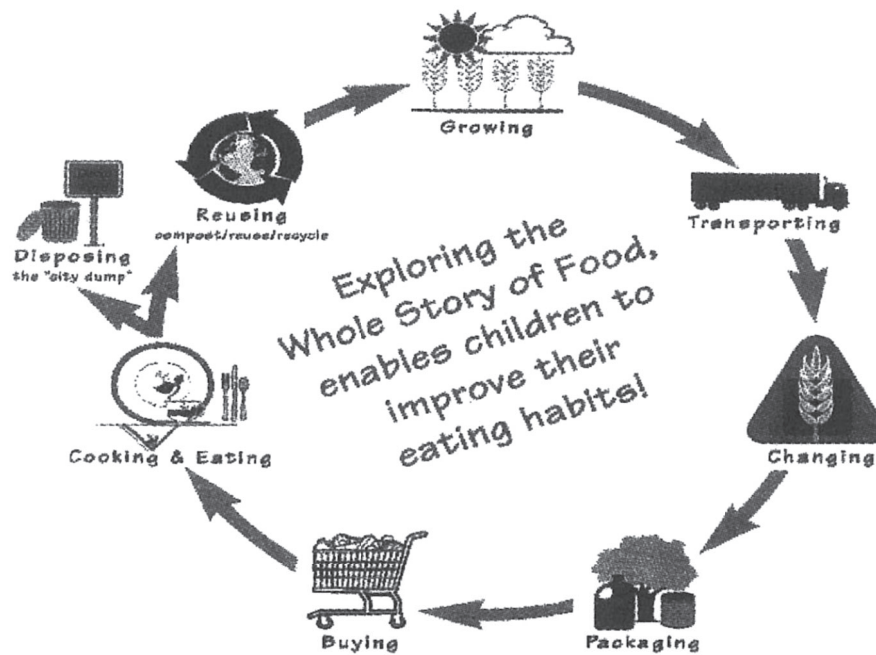 Growing
Transporting
Changing
Packaging
Buying
Cooking & Eating
Disposing
the "city dump"
Reusing
compost/reuse/recycle
Exploring the
Whole Story of Food,
enables children to
improve their
eating habits!